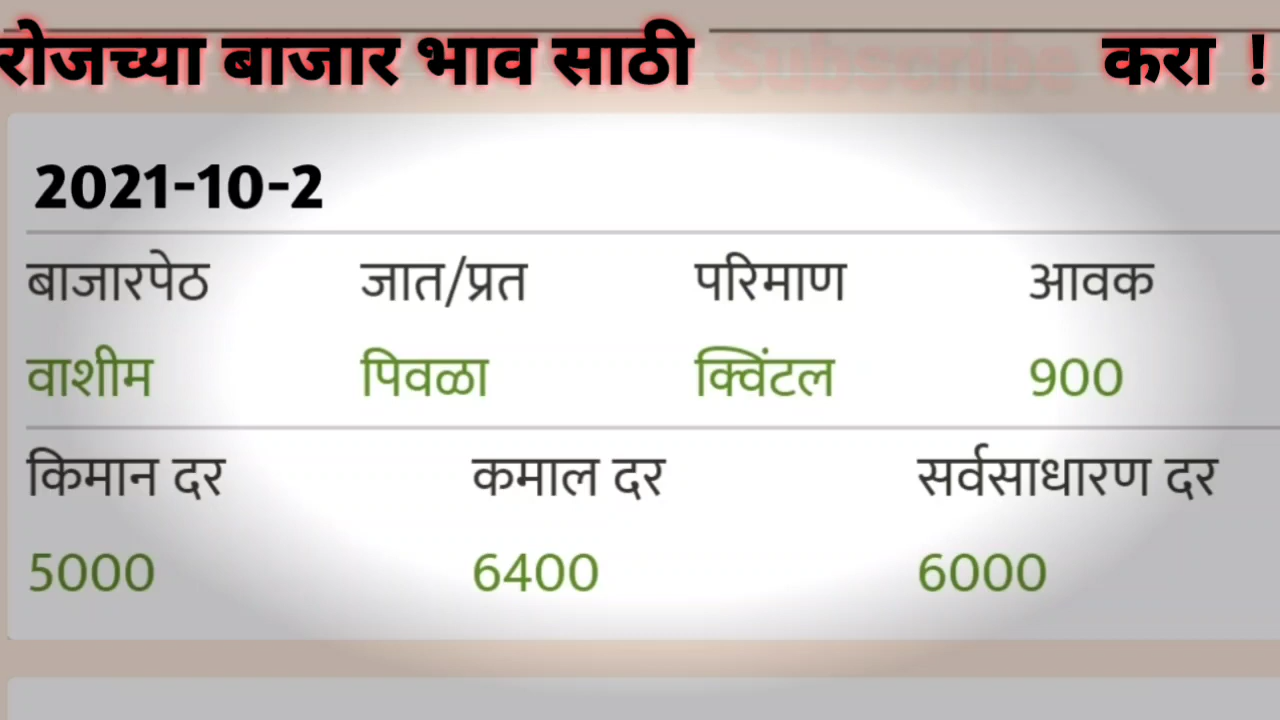 रोजच्या बाजार भाव साठी Subscribe करा !
2021-10-2
बाजारपेठ जात/प्रत परिमाण आवक
वाशीम पिवळा क्विंटल 900
किमान दर कमाल दर सर्वसाधारण दर
5000 6400 6000